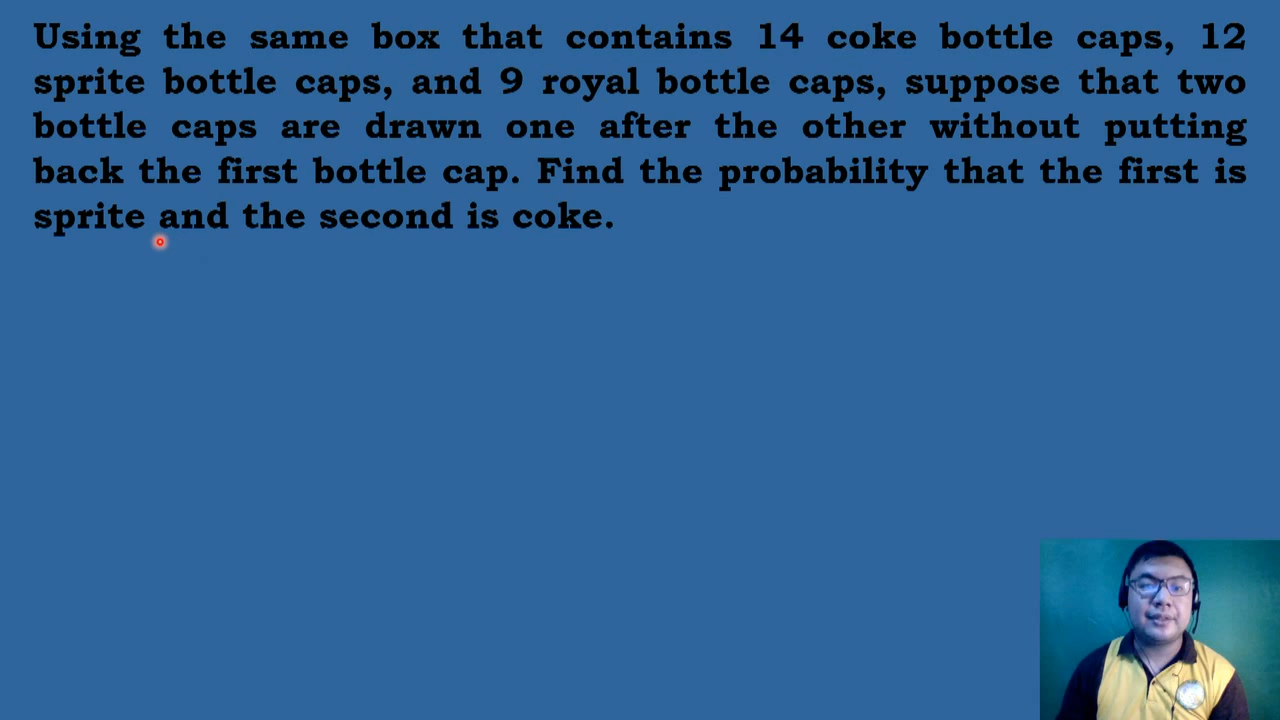 Using the same box that contains 14 coke bottle caps, 12
sprite bottle caps, and 9 royal bottle caps, suppose that two
bottle caps are drawn one after the other without putting
back the first bottle cap. Find the probability that the first is
sprite and the second is coke.